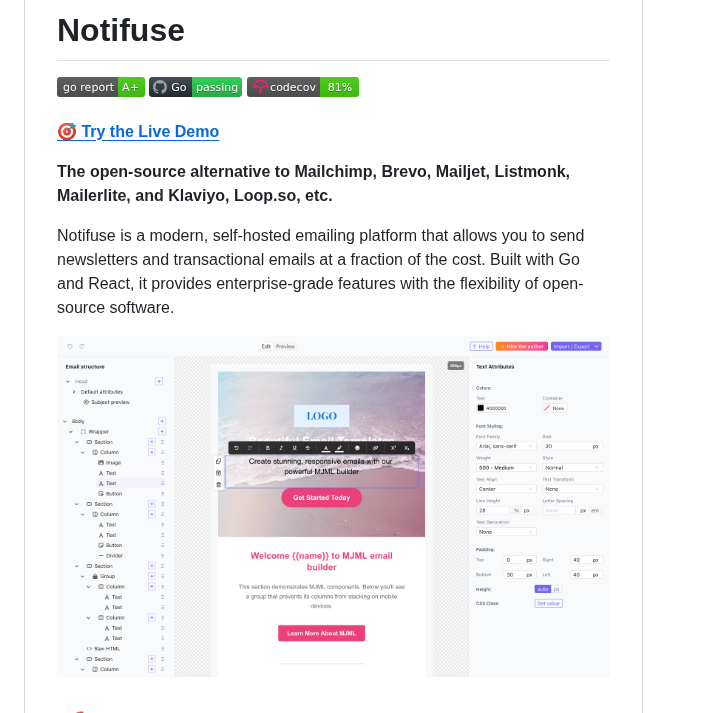 Notifuse
go report A+ Go passing codecov 81%
🎯 Try the Live Demo
The open-source alternative to Mailchimp, Brevo, Mailjet, Listmonk,
Mailerlite, and Klaviyo, Loop.so, etc.
Notifuse is a modern, self-hosted emailing platform that allows you to send
newsletters and transactional emails at a fraction of the cost. Built with Go
and React, it provides enterprise-grade features with the flexibility of open-
source software.
Edit Preview
? Help Hire the author Import / Export
Email structure
Head
Default attributes
Subject preview
Body
Wrapper
Section
Column
Image
Text
Text
Button
Section
Column
Text
Text
Button
Divider
Section
Group
Column
Text
Text
Column
Text
Text
Raw HTML
Section
Column
LOGO
Create stunning, responsive emails with our
powerful MJML builder
Get Started Today
Welcome {{name}} to MJML email
builder
This section demonstrates MJML components. Below you'll see
a group that prevents its columns from stacking on mobile
devices.
Learn More About MJML
Text Attributes
Colors:
Text Container
#000000 None
Font Styling:
Font Family Size
Arial, sans-serif 20 px
Weight Style
500 - Medium Normal
Text Align Text Transform
Center None
Line Height Letter Spacing
28 % px none px em
Text Decoration
None
Padding:
Top 0 px Right 40 px
Bottom 30 px Left 40 px
Height: auto px
CSS Class: Set value